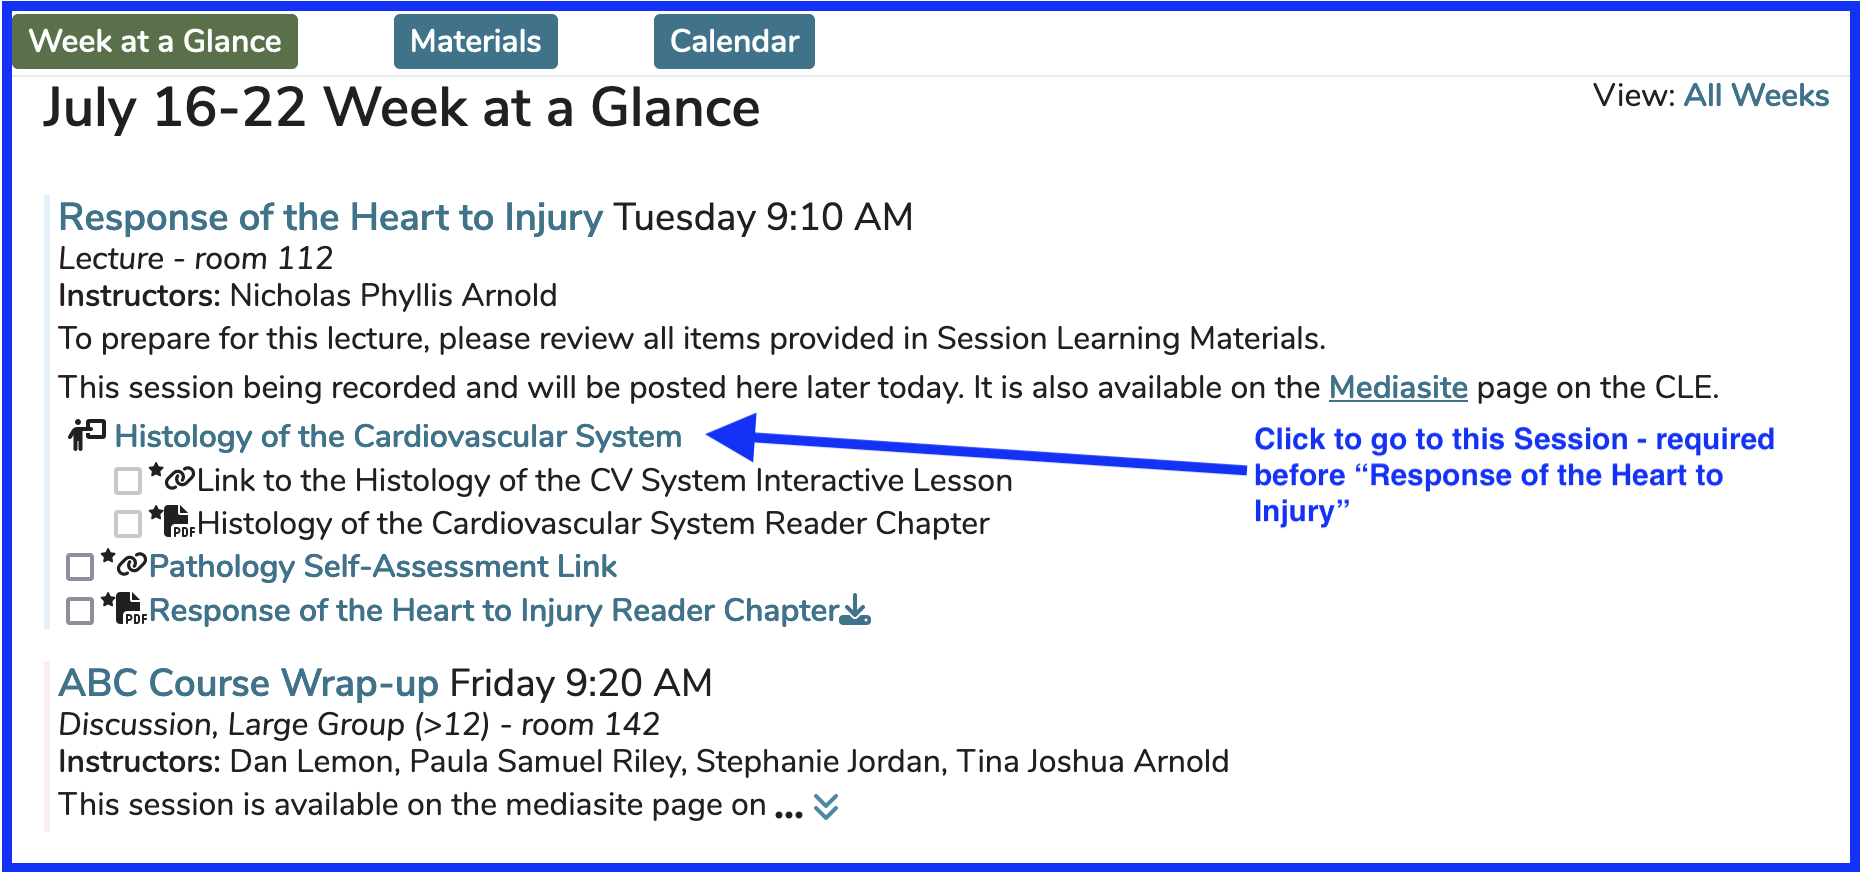 Week at a Glance
Materials
Calendar
July 16-22 Week at a Glance
View: All Weeks
Response of the Heart to Injury Tuesday 9:10 AM
Lecture - room 112
Instructors: Nicholas Phyllis Arnold
To prepare for this lecture, please review all items provided in Session Learning Materials.
This session being recorded and will be posted here later today. It is also available on the Mediasite page on the CLE.
Histology of the Cardiovascular System
Click to go to this Session - required
before “Response of the Heart to
Injury”
Link to the Histology of the CV System Interactive Lesson
PDF Histology of the Cardiovascular System Reader Chapter
Pathology Self-Assessment Link
PDF Response of the Heart to Injury Reader Chapter
ABC Course Wrap-up Friday 9:20 AM
Discussion, Large Group (>12) - room 142
Instructors: Dan Lemon, Paula Samuel Riley, Stephanie Jordan, Tina Joshua Arnold
This session is available on the mediasite page on ...